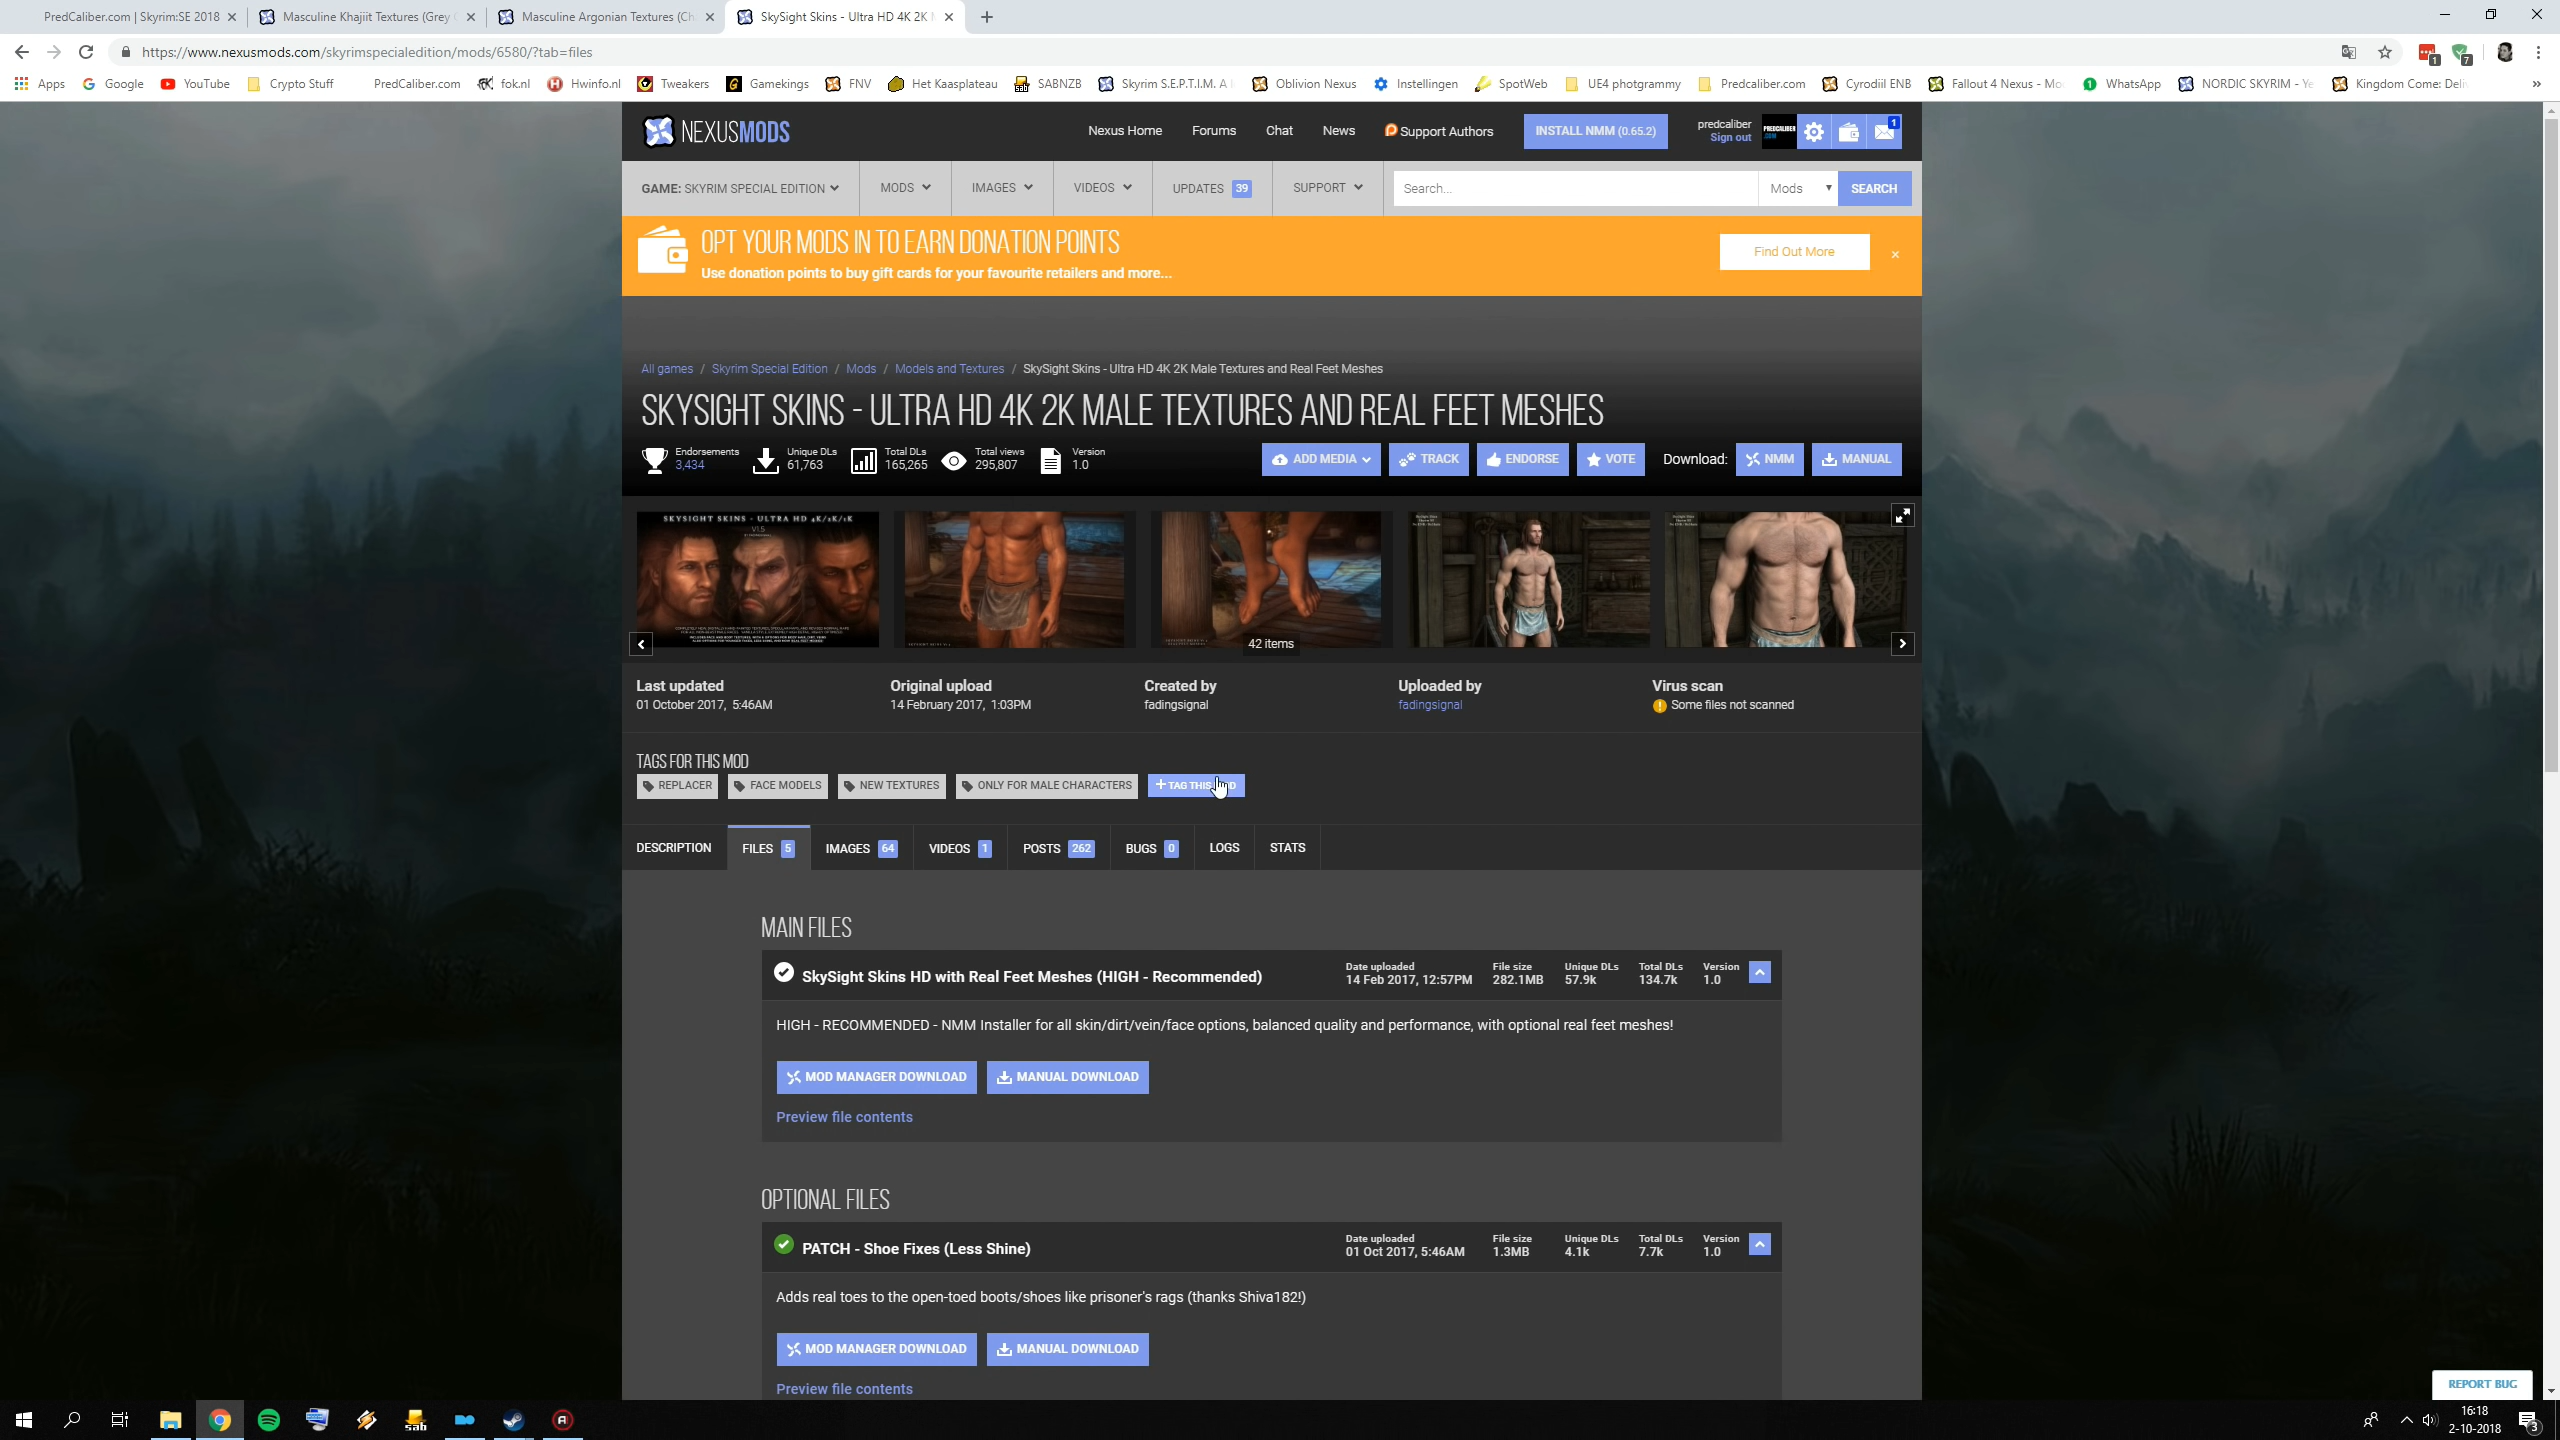 PredCaliber.com | Skyrim:SE 2018
Masculine Khajiit Textures (Grey
Masculine Argonian Textures (Ch
SkySight Skins - Ultra HD 4K 2K
https://www.nexusmods.com/skyrimspecialedition/mods/6580/?tab=files
1
7
Apps
Google
YouTube
Crypto Stuff
PredCaliber.com
fok.nl
Hwinfo.nl
Tweakers
Gamekings
FNV
Het Kaasplateau
SABNZB
Skyrim S.E.P.T.I.M. A
Oblivion Nexus
Instellingen
SpotWeb
UE4 photgrammy
Predcaliber.com
Cyrodiil ENB
Fallout 4 Nexus - Mo
WhatsApp
NORDIC SKYRIM - Ye
Kingdom Come: Deli
»
NEXUSMODS
Nexus Home
Forums
Chat
News
Support Authors
INSTALL NMM (0.65.2)
predcaliber
Sign out
PREDCALIBER
.COM
1
GAME: SKYRIM SPECIAL EDITION
MODS
IMAGES
VIDEOS
UPDATES 39
SUPPORT
Search...
Mods
SEARCH
OPT YOUR MODS IN TO EARN DONATION POINTS
Use donation points to buy gift cards for your favourite retailers and more...
Find Out More
×
All games / Skyrim Special Edition / Mods / Models and Textures / SkySight Skins - Ultra HD 4K 2K Male Textures and Real Feet Meshes
SKYSIGHT SKINS - ULTRA HD 4K 2K MALE TEXTURES AND REAL FEET MESHES
Endorsements
3,434
Unique DLs
61,763
Total DLs
165,265
Total views
295,807
Version
1.0
ADD MEDIA
TRACK
ENDORSE
VOTE
Download:
NMM
MANUAL
SKYSIGHT SKINS - ULTRA HD 4K/2K/1K
V1.5
42 items
Last updated
01 October 2017, 5:46AM
Original upload
14 February 2017, 1:03PM
Created by
fadingsignal
Uploaded by
fadingsignal
Virus scan
Some files not scanned
TAGS FOR THIS MOD
REPLACER
FACE MODELS
NEW TEXTURES
ONLY FOR MALE CHARACTERS
+ TAG THIS
DESCRIPTION
FILES 5
IMAGES 64
VIDEOS 1
POSTS 262
BUGS 0
LOGS
STATS
MAIN FILES
SkySight Skins HD with Real Feet Meshes (HIGH - Recommended)
Date uploaded
14 Feb 2017, 12:57PM
File size
282.1MB
Unique DLs
57.9k
Total DLs
134.7k
Version
1.0
HIGH - RECOMMENDED - NMM Installer for all skin/dirt/vein/face options, balanced quality and performance, with optional real feet meshes!
MOD MANAGER DOWNLOAD
MANUAL DOWNLOAD
Preview file contents
OPTIONAL FILES
PATCH - Shoe Fixes (Less Shine)
Date uploaded
01 Oct 2017, 5:46AM
File size
1.3MB
Unique DLs
4.1k
Total DLs
7.7k
Version
1.0
Adds real toes to the open-toed boots/shoes like prisoner's rags (thanks Shiva182!)
MOD MANAGER DOWNLOAD
MANUAL DOWNLOAD
Preview file contents
REPORT BUG
sab
16:18
2-10-2018
3